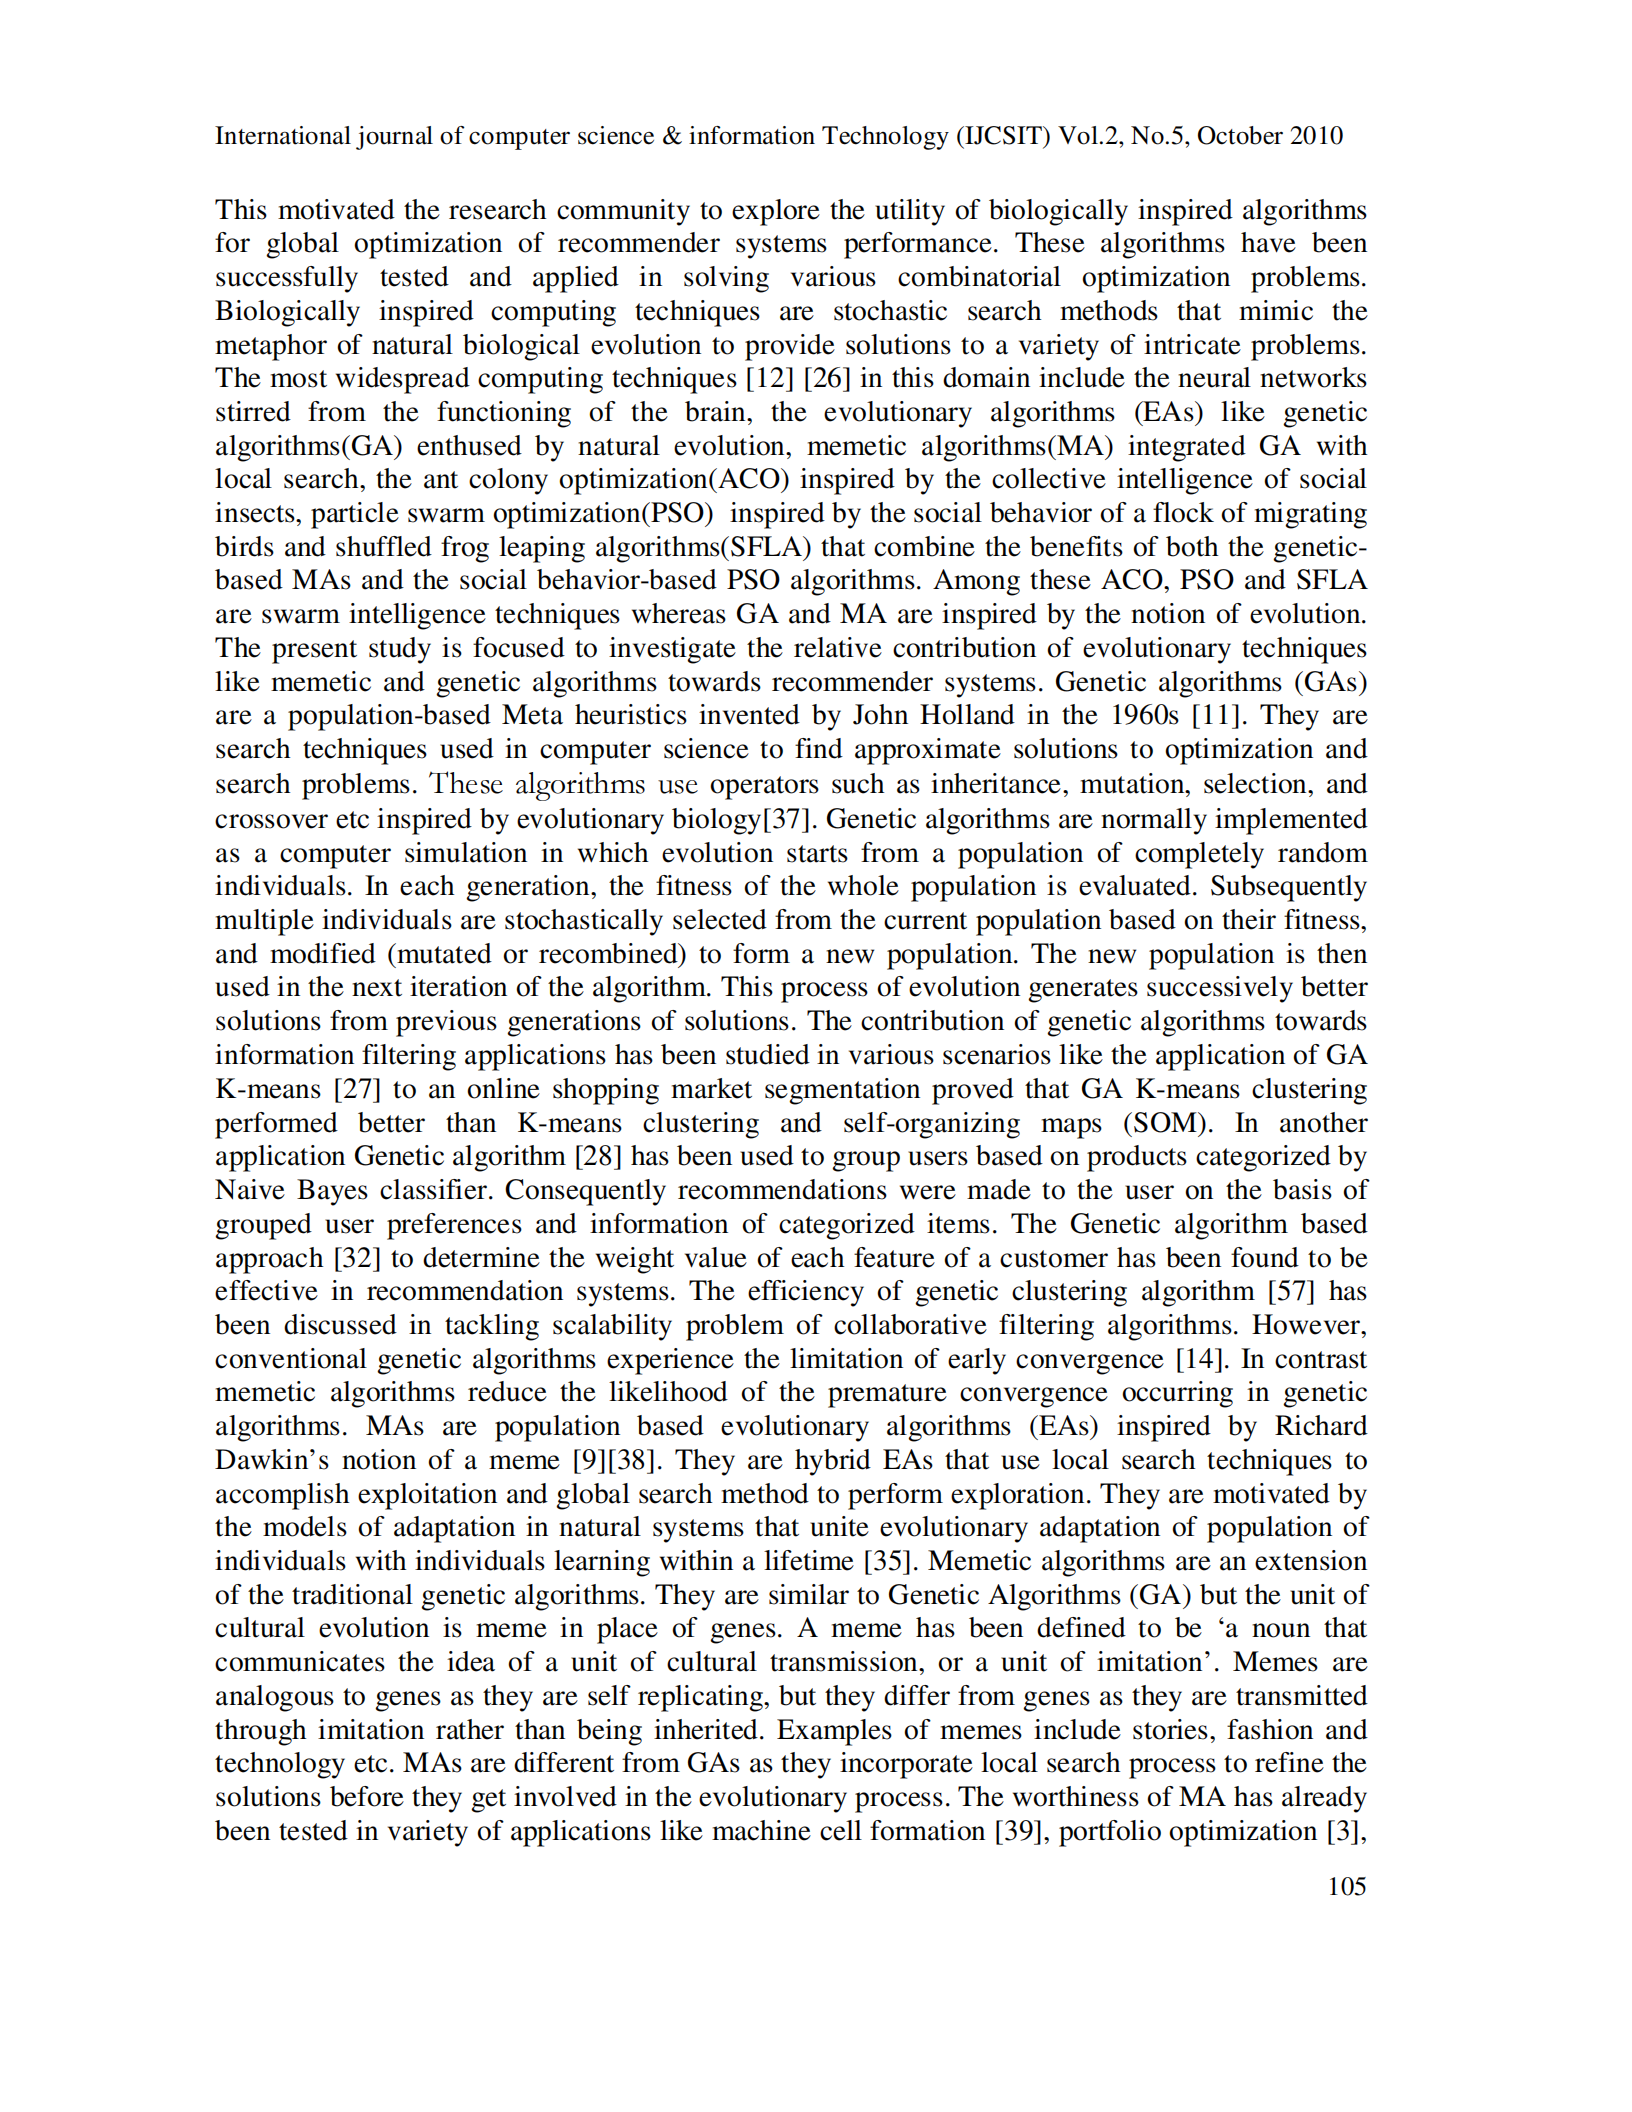 International journal of computer science & information Technology (IJCSIT) Vol.2, No.5, October 2010
This motivated the research community to explore the utility of biologically inspired algorithms
for global optimization of recommender systems performance. These algorithms have been
successfully tested and applied in solving various combinatorial optimization problems.
Biologically inspired computing techniques are stochastic search methods that mimic the
metaphor of natural biological evolution to provide solutions to a variety of intricate problems.
The most widespread computing techniques [12] [26] in this domain include the neural networks
stirred from the functioning of the brain, the evolutionary algorithms (EAs) like genetic
algorithms(GA) enthused by natural evolution, memetic algorithms(MA) integrated GA with
local search, the ant colony optimization(ACO) inspired by the collective intelligence of social
insects, particle swarm optimization(PSO) inspired by the social behavior of a flock of migrating
birds and shuffled frog leaping algorithms(SFLA) that combine the benefits of both the genetic-
based MAs and the social behavior-based PSO algorithms. Among these ACO, PSO and SFLA
are swarm intelligence techniques whereas GA and MA are inspired by the notion of evolution.
The present study is focused to investigate the relative contribution of evolutionary techniques
like memetic and genetic algorithms towards recommender systems. Genetic algorithms (GAs)
are a population-based Meta heuristics invented by John Holland in the 1960s [11]. They are
search techniques used in computer science to find approximate solutions to optimization and
search problems. These algorithms use operators such as inheritance, mutation, selection, and
crossover etc inspired by evolutionary biology[37]. Genetic algorithms are normally implemented
as a computer simulation in which evolution starts from a population of completely random
individuals. In each generation, the fitness of the whole population is evaluated. Subsequently
multiple individuals are stochastically selected from the current population based on their fitness,
and modified (mutated or recombined) to form a new population. The new population is then
used in the next iteration of the algorithm. This process of evolution generates successively better
solutions from previous generations of solutions. The contribution of genetic algorithms towards
information filtering applications has been studied in various scenarios like the application of GA
K-means [27] to an online shopping market segmentation proved that GA K-means clustering
performed better than K-means clustering and self-organizing maps (SOM). In another
application Genetic algorithm [28] has been used to group users based on products categorized by
Naive Bayes classifier. Consequently recommendations were made to the user on the basis of
grouped user preferences and information of categorized items. The Genetic algorithm based
approach [32] to determine the weight value of each feature of a customer has been found to be
effective in recommendation systems. The efficiency of genetic clustering algorithm [57] has
been discussed in tackling scalability problem of collaborative filtering algorithms. However,
conventional genetic algorithms experience the limitation of early convergence [14]. In contrast
memetic algorithms reduce the likelihood of the premature convergence occurring in genetic
algorithms. MAs are population based evolutionary algorithms (EAs) inspired by Richard
Dawkin’s notion of a meme [9][38]. They are hybrid EAs that use local search techniques to
accomplish exploitation and global search method to perform exploration. They are motivated by
the models of adaptation in natural systems that unite evolutionary adaptation of population of
individuals with individuals learning within a lifetime [35]. Memetic algorithms are an extension
of the traditional genetic algorithms. They are similar to Genetic Algorithms (GA) but the unit of
cultural evolution is meme in place of genes. A meme has been defined to be ‘a noun that
communicates the idea of a unit of cultural transmission, or a unit of imitation’. Memes are
analogous to genes as they are self replicating, but they differ from genes as they are transmitted
through imitation rather than being inherited. Examples of memes include stories, fashion and
technology etc. MAs are different from GAs as they incorporate local search process to refine the
solutions before they get involved in the evolutionary process. The worthiness of MA has already
been tested in variety of applications like machine cell formation [39], portfolio optimization [3],
105